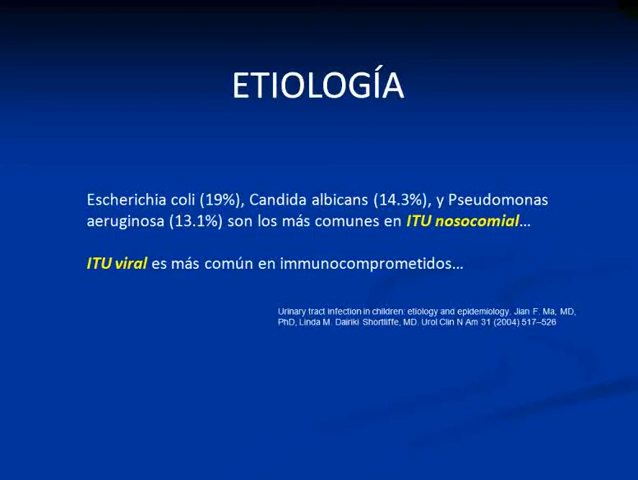 ETIOLOGÍA
Escherichia coli (19%), Candida albicans (14.3%), y Pseudomonas
aeruginosa (13.1%) son los más comunes en ITU nosocomial…
ITU viral es más común en immunocomprometidos…
Urinary tract infection in children: etiology and epidemiology. Jian F. Ma, MD,
PhD, Linda M. Dairiki Shortliffe, MD. Urol Clin N Am 31 (2004) 517–526